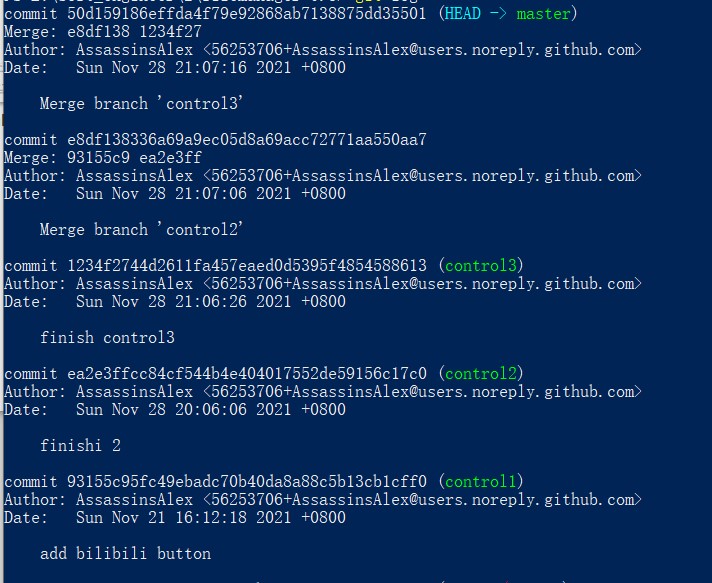 commit 50d159186effda4f79e92868ab7138875dd35501 (HEAD -> master)
Merge: e8df138 1234f27
Author: AssassinsAlex <56253706+AssassinsAlex@users.noreply.github.com>
Date:   Sun Nov 28 21:07:16 2021 +0800
Merge branch 'control3'
commit e8df138336a69a9ec05d8a69acc72771aa550aa7
Merge: 93155c9 ea2e3ff
Author: AssassinsAlex <56253706+AssassinsAlex@users.noreply.github.com>
Date:   Sun Nov 28 21:07:06 2021 +0800
Merge branch 'control2'
commit 1234f2744d2611fa457eaed0d5395f4854588613 (control3)
Author: AssassinsAlex <56253706+AssassinsAlex@users.noreply.github.com>
Date:   Sun Nov 28 21:06:26 2021 +0800
finish control3
commit ea2e3ffcc84cf544b4e404017552de59156c17c0 (control2)
Author: AssassinsAlex <56253706+AssassinsAlex@users.noreply.github.com>
Date:   Sun Nov 28 20:06:06 2021 +0800
finishi 2
commit 93155c95fc49ebadc70b40da8a88c5b13cb1cff0 (control1)
Author: AssassinsAlex <56253706+AssassinsAlex@users.noreply.github.com>
Date:   Sun Nov 21 16:12:18 2021 +0800
add bilibili button